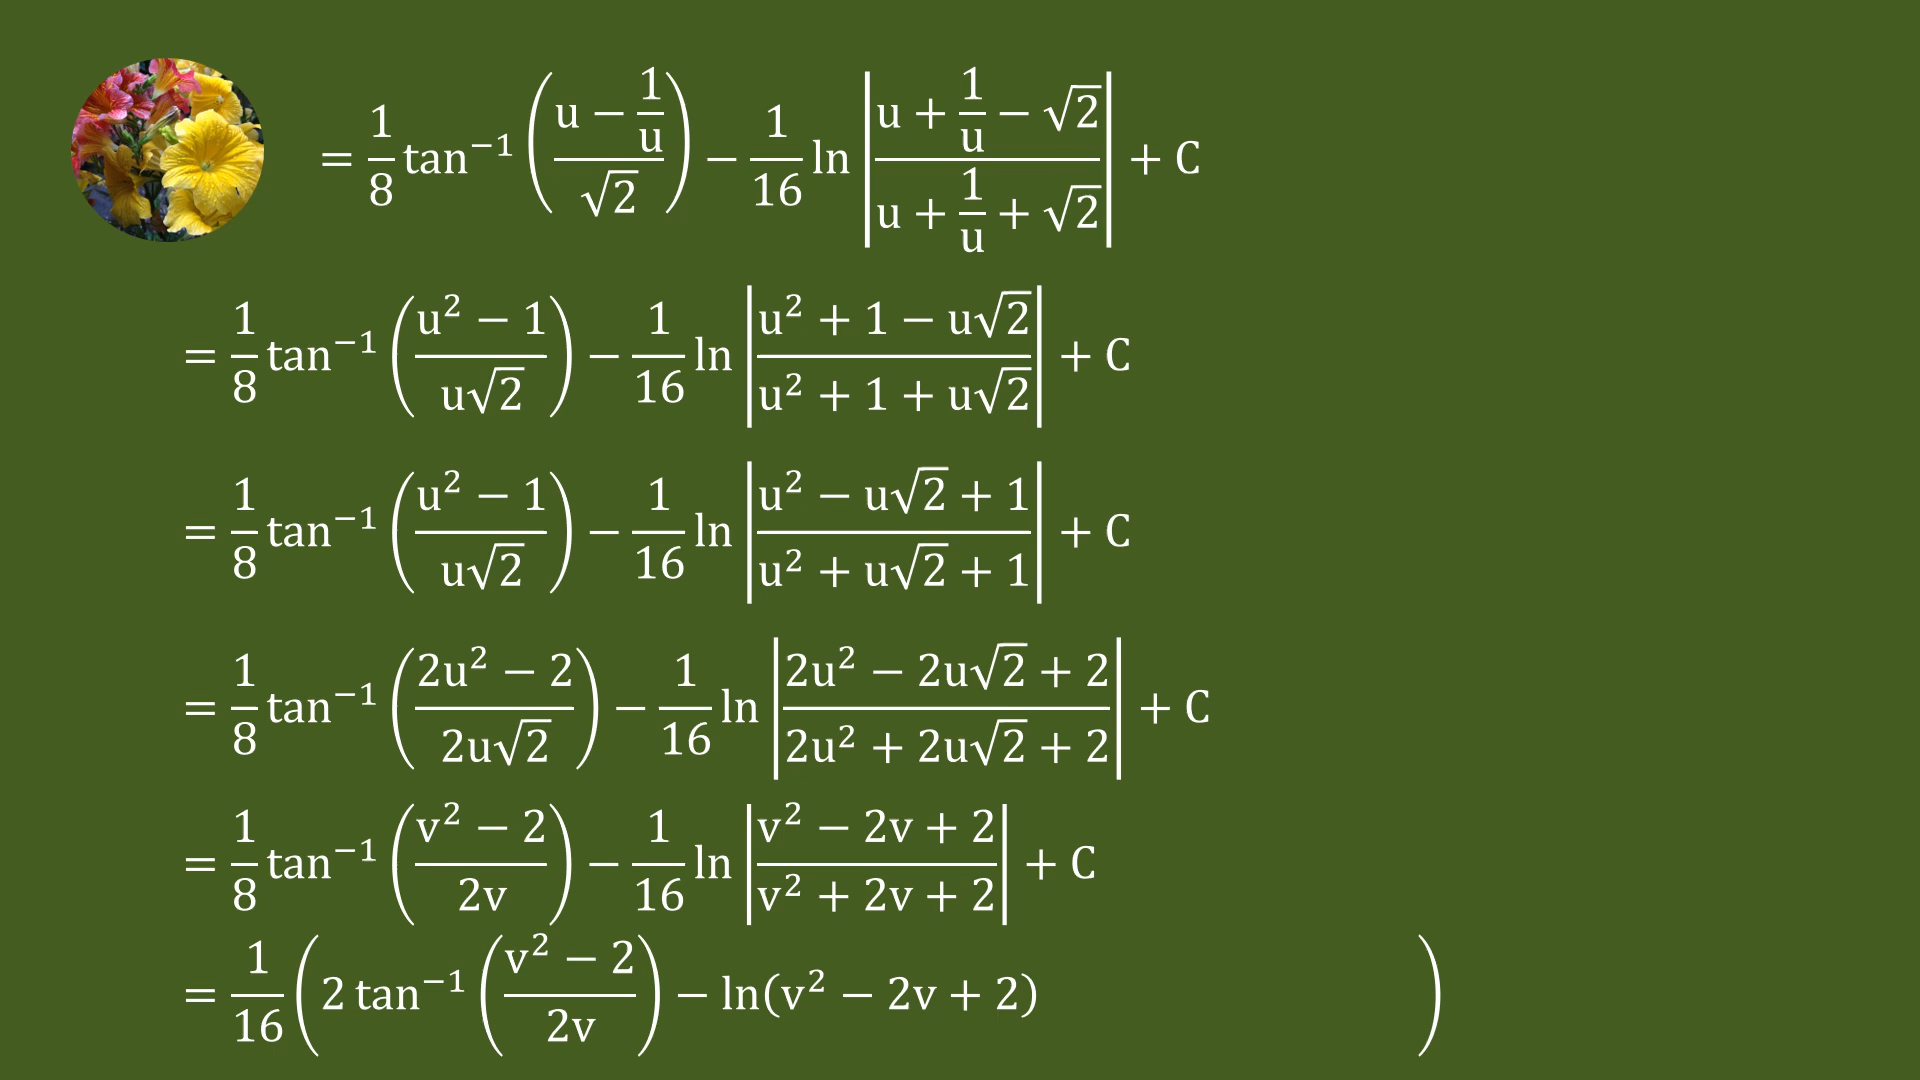 = 1/8 tan⁻¹((u − 1/u)/√2) − 1/16 ln|(u + 1/u − √2)/(u + 1/u + √2)| + C
= 1/8 tan⁻¹((u² − 1)/(u√2)) − 1/16 ln|(u² + 1 − u√2)/(u² + 1 + u√2)| + C
= 1/8 tan⁻¹((u² − 1)/(u√2)) − 1/16 ln|(u² − u√2 + 1)/(u² + u√2 + 1)| + C
= 1/8 tan⁻¹((2u² − 2)/(2u√2)) − 1/16 ln|(2u² − 2u√2 + 2)/(2u² + 2u√2 + 2)| + C
= 1/8 tan⁻¹((v² − 2)/(2v)) − 1/16 ln|(v² − 2v + 2)/(v² + 2v + 2)| + C
= 1/16 (2 tan⁻¹((v² − 2)/(2v)) − ln(v² − 2v + 2) )